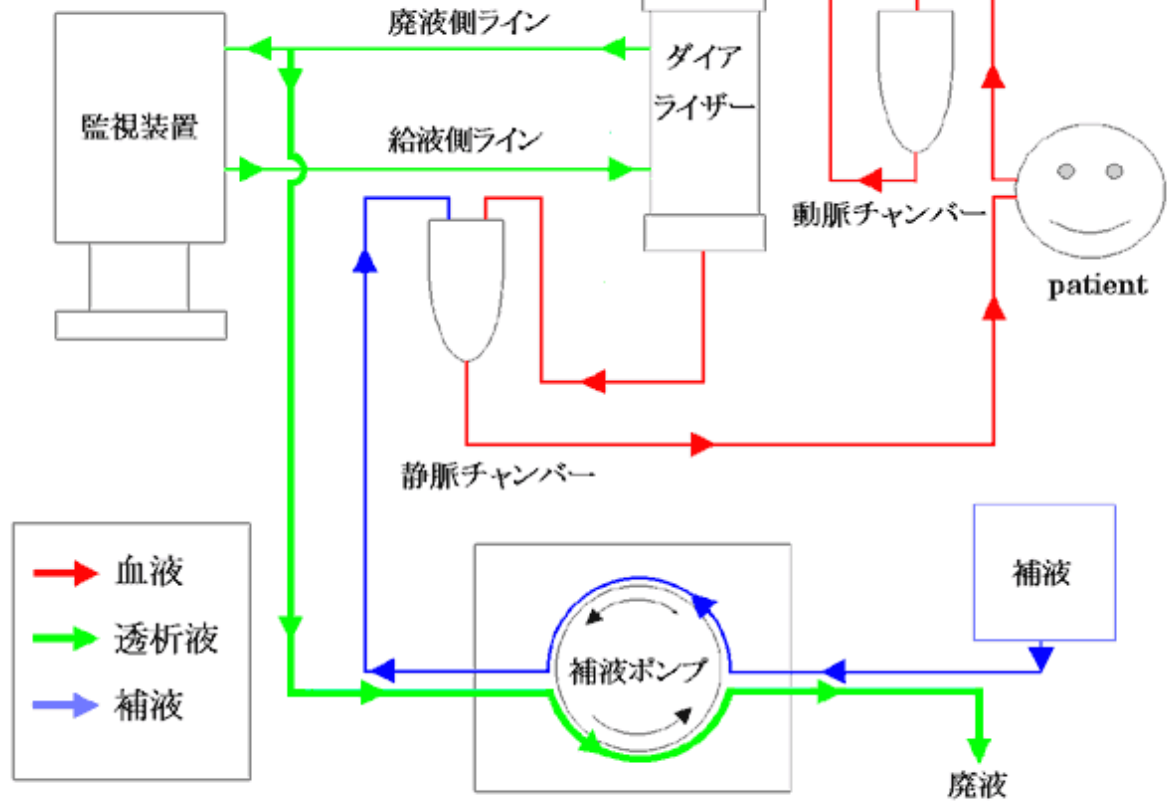 廃液側ライン
ダイア
ライザー
監視装置
給液側ライン
動脈チャンバー
patient
静脈チャンバー
血液
透析液
補液
補液
補液ポンプ
廃液